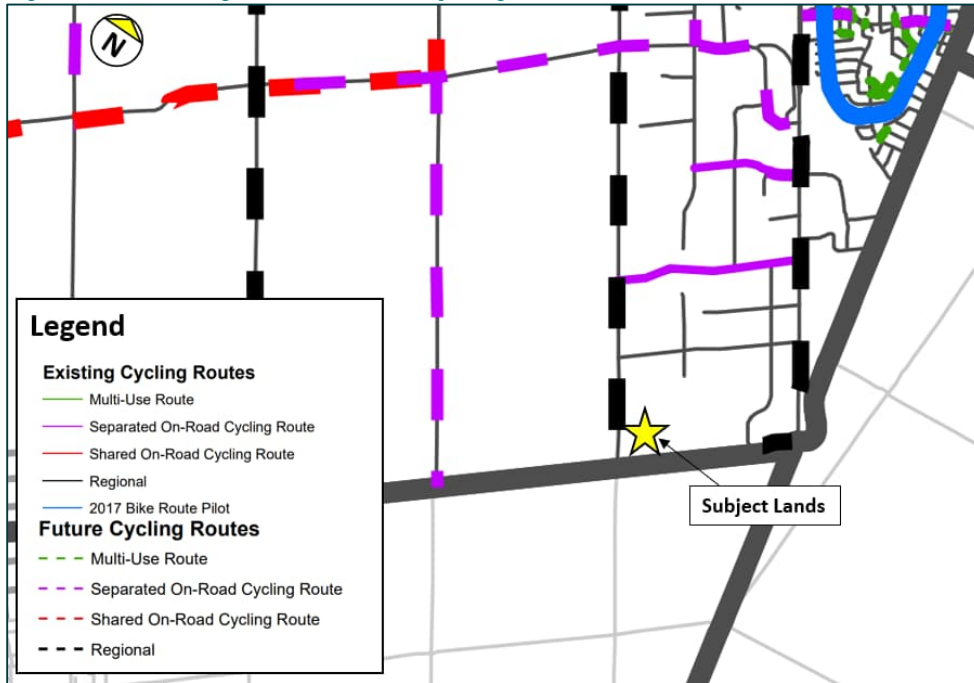 N
Legend
Existing Cycling Routes
Multi-Use Route
Separated On-Road Cycling Route
Shared On-Road Cycling Route
Regional
2017 Bike Route Pilot
Future Cycling Routes
Multi-Use Route
Separated On-Road Cycling Route
Shared On-Road Cycling Route
Regional
Subject Lands